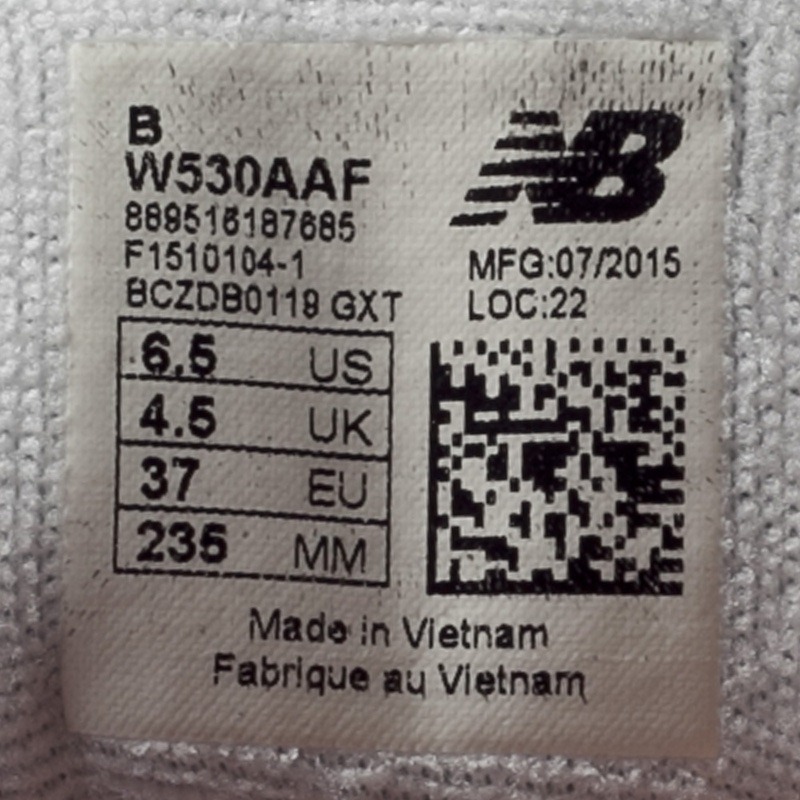 B
W530AAF
889516187685
F1510104-1
BCZDB0119 GXT
NB
MFG:07/2015
LOC:22
6.5 US
4.5 UK
37 EU
235 MM
Made in Vietnam
Fabrique au Vietnam